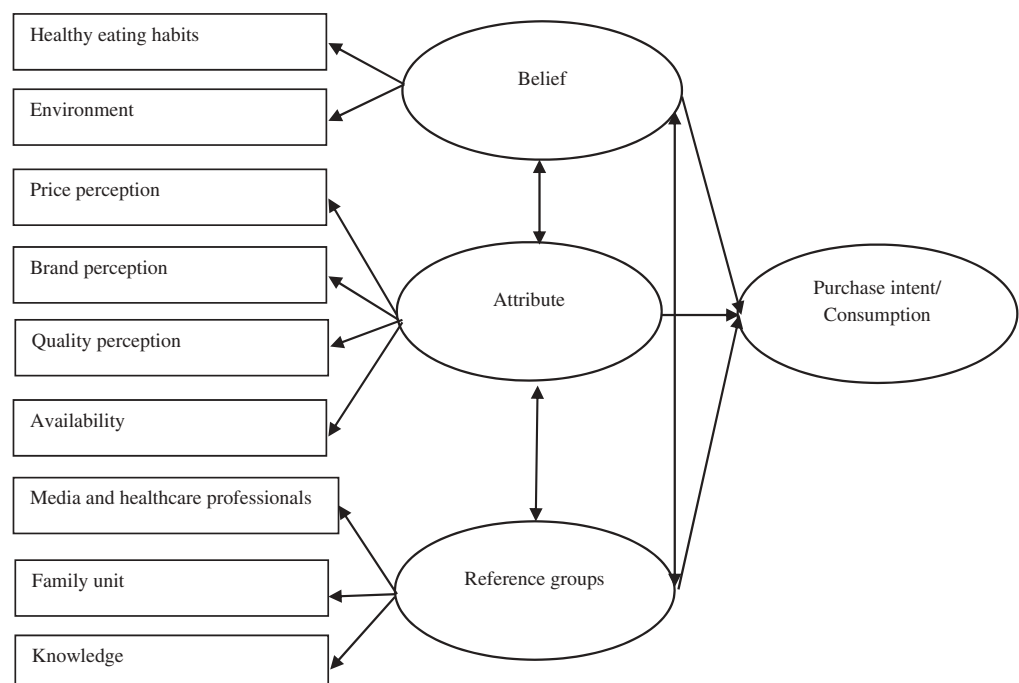 Healthy eating habits
Environment
Price perception
Brand perception
Quality perception
Availability
Media and healthcare professionals
Family unit
Knowledge
Belief
Attribute
Reference groups
Purchase intent/
Consumption